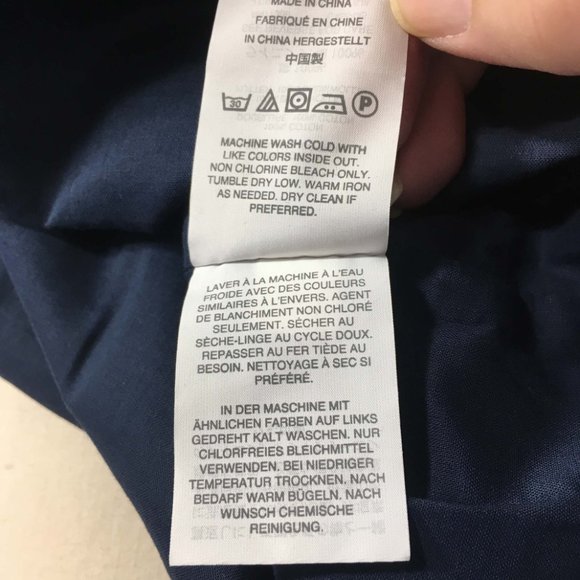 MADE IN CHINA
FABRIQUÉ EN CHINE
IN CHINA HERGESTELLT
中国製
30 P
MACHINE WASH COLD WITH
LIKE COLORS INSIDE OUT.
NON CHLORINE BLEACH ONLY.
TUMBLE DRY LOW. WARM IRON
AS NEEDED. DRY CLEAN IF
PREFERRED.
LAVER À LA MACHINE À L'EAU
FROIDE AVEC DES COULEURS
SIMILAIRES À L'ENVERS. AGENT
DE BLANCHIMENT NON CHLORÉ
SEULEMENT. SÉCHER AU
SÈCHE-LINGE AU CYCLE DOUX.
REPASSER AU FER TIÈDE AU
BESOIN. NETTOYAGE À SEC SI
PRÉFÉRÉ.
IN DER MASCHINE MIT
ÄHNLICHEN FARBEN AUF LINKS
GEDREHT KALT WASCHEN. NUR
CHLORFREIES BLEICHMITTEL
VERWENDEN. BEI NIEDRIGER
TEMPERATUR TROCKNEN. NACH
BEDARF WARM BÜGELN. NACH
WUNSCH CHEMISCHE
REINIGUNG.